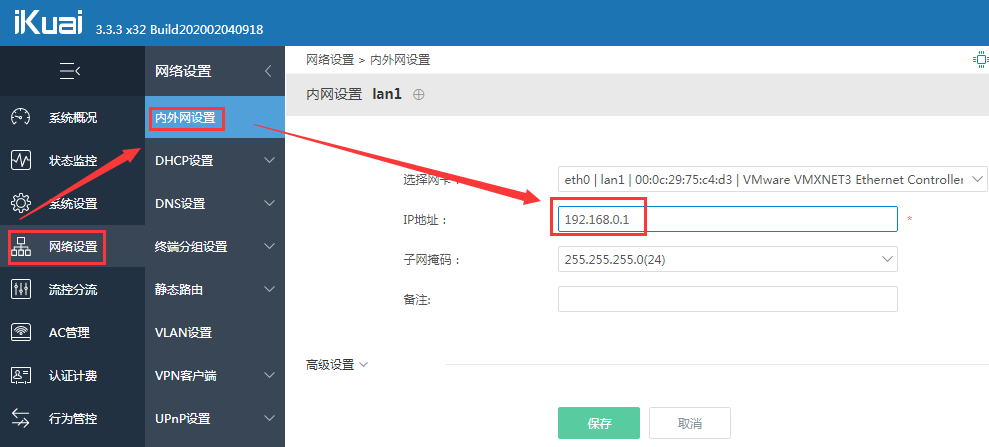 iKuai 3.3.3 x32 Build202002040918
系统概况
状态监控
系统设置
网络设置
流控分流
AC管理
认证计费
行为管控
网络设置
内外网设置
DHCP设置
DNS设置
终端分组设置
静态路由
VLAN设置
VPN客户端
UPnP设置
网络设置 > 内外网设置
内网设置 lan1
选择网卡：
eth0 | lan1 | 00:0c:29:75:c4:d3 | VMware VMXNET3 Ethernet Controller
IP地址： 192.168.0.1 *
子网掩码： 255.255.255.0(24)
备注:
高级设置
保存 取消